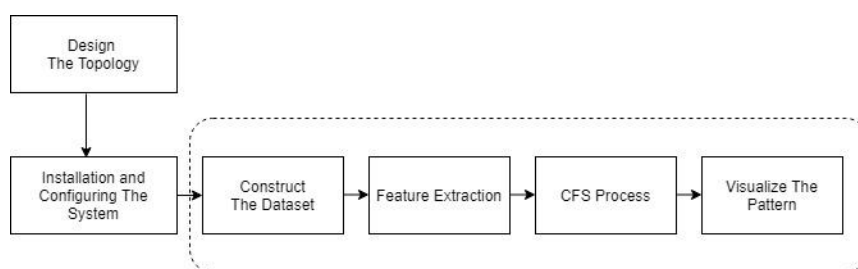 Design
The Topology
Installation and
Configuring The
System
Construct
The Dataset
Feature Extraction
CFS Process
Visualize The
Pattern